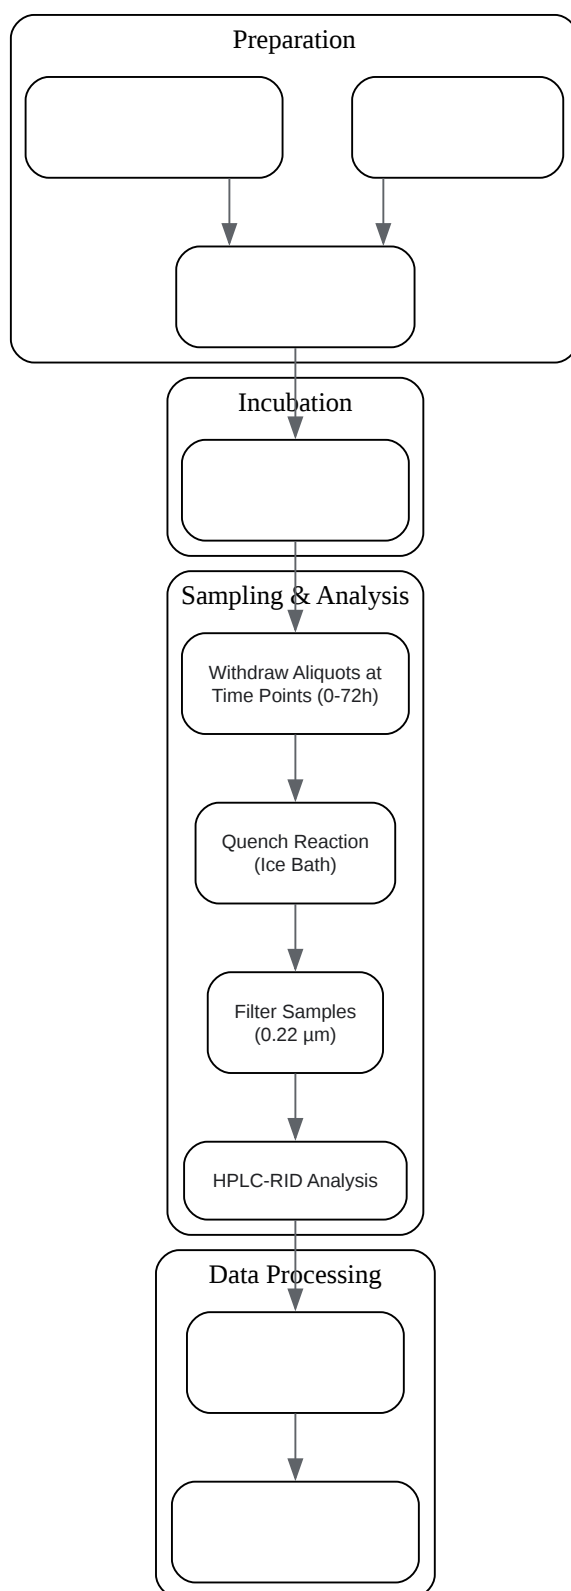 Preparation
Incubation
Sampling & Analysis
Withdraw Aliquots at
Time Points (0-72h)
Quench Reaction
(Ice Bath)
Filter Samples
(0.22 µm)
HPLC-RID Analysis
Data Processing